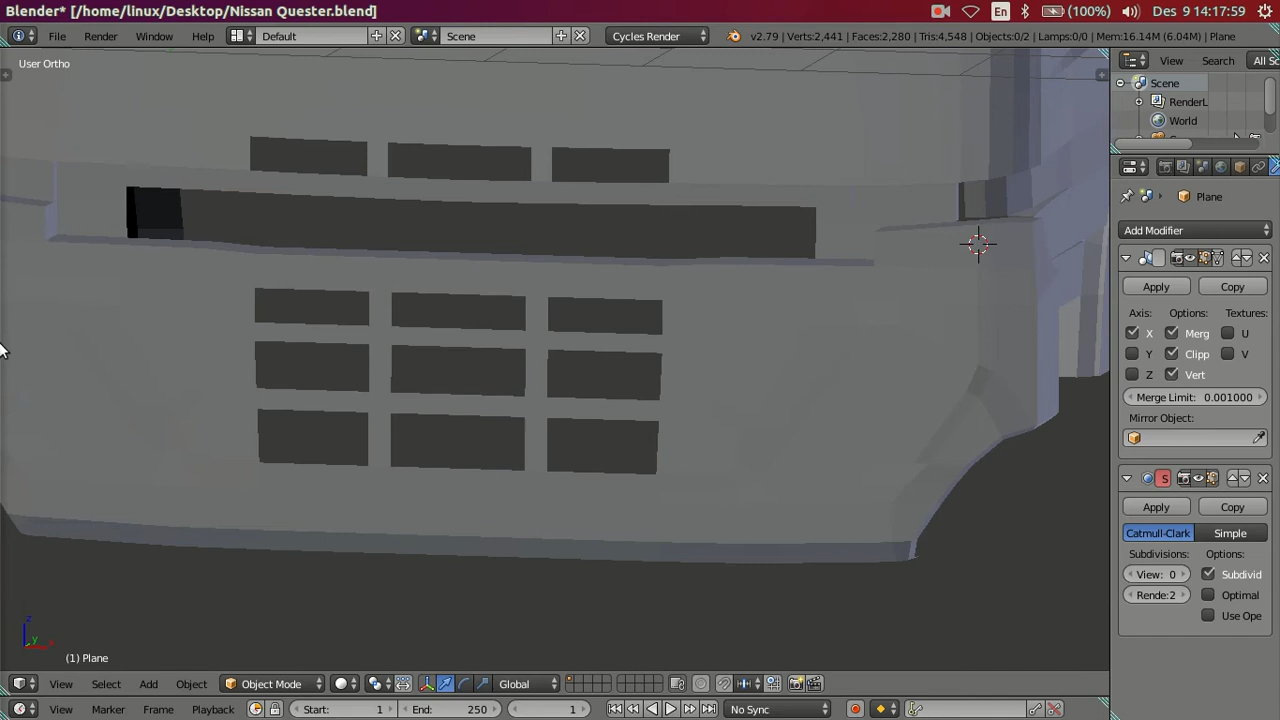 Blender* [/home/linux/Desktop/Nissan Quester.blend] En (100%) Des 9 14:17:59
File Render Window Help Default Scene Cycles Render v2.79 | Verts:2,441 | Faces:2,280 | Tris:4,548 | Objects:0/2 | Lamps:0/0 | Mem:16.14M (6.04M) | Plane
User Ortho
View Search All Sc
Scene
RenderL
World
Plane
Add Modifier
Apply Copy
Axis: Options: Textures:
X Merg U
Y Clipp V
Z Vert
Merge Limit: 0.001000
Mirror Object:
S
Apply Copy
Catmull-Clark Simple
Subdivisions: Options:
View: 0 Subdivid
Rende:2 Optimal
Use Ope
z
y x
(1) Plane
View Select Add Object Object Mode Global
View Marker Frame Playback Start: 1 End: 250 1 No Sync